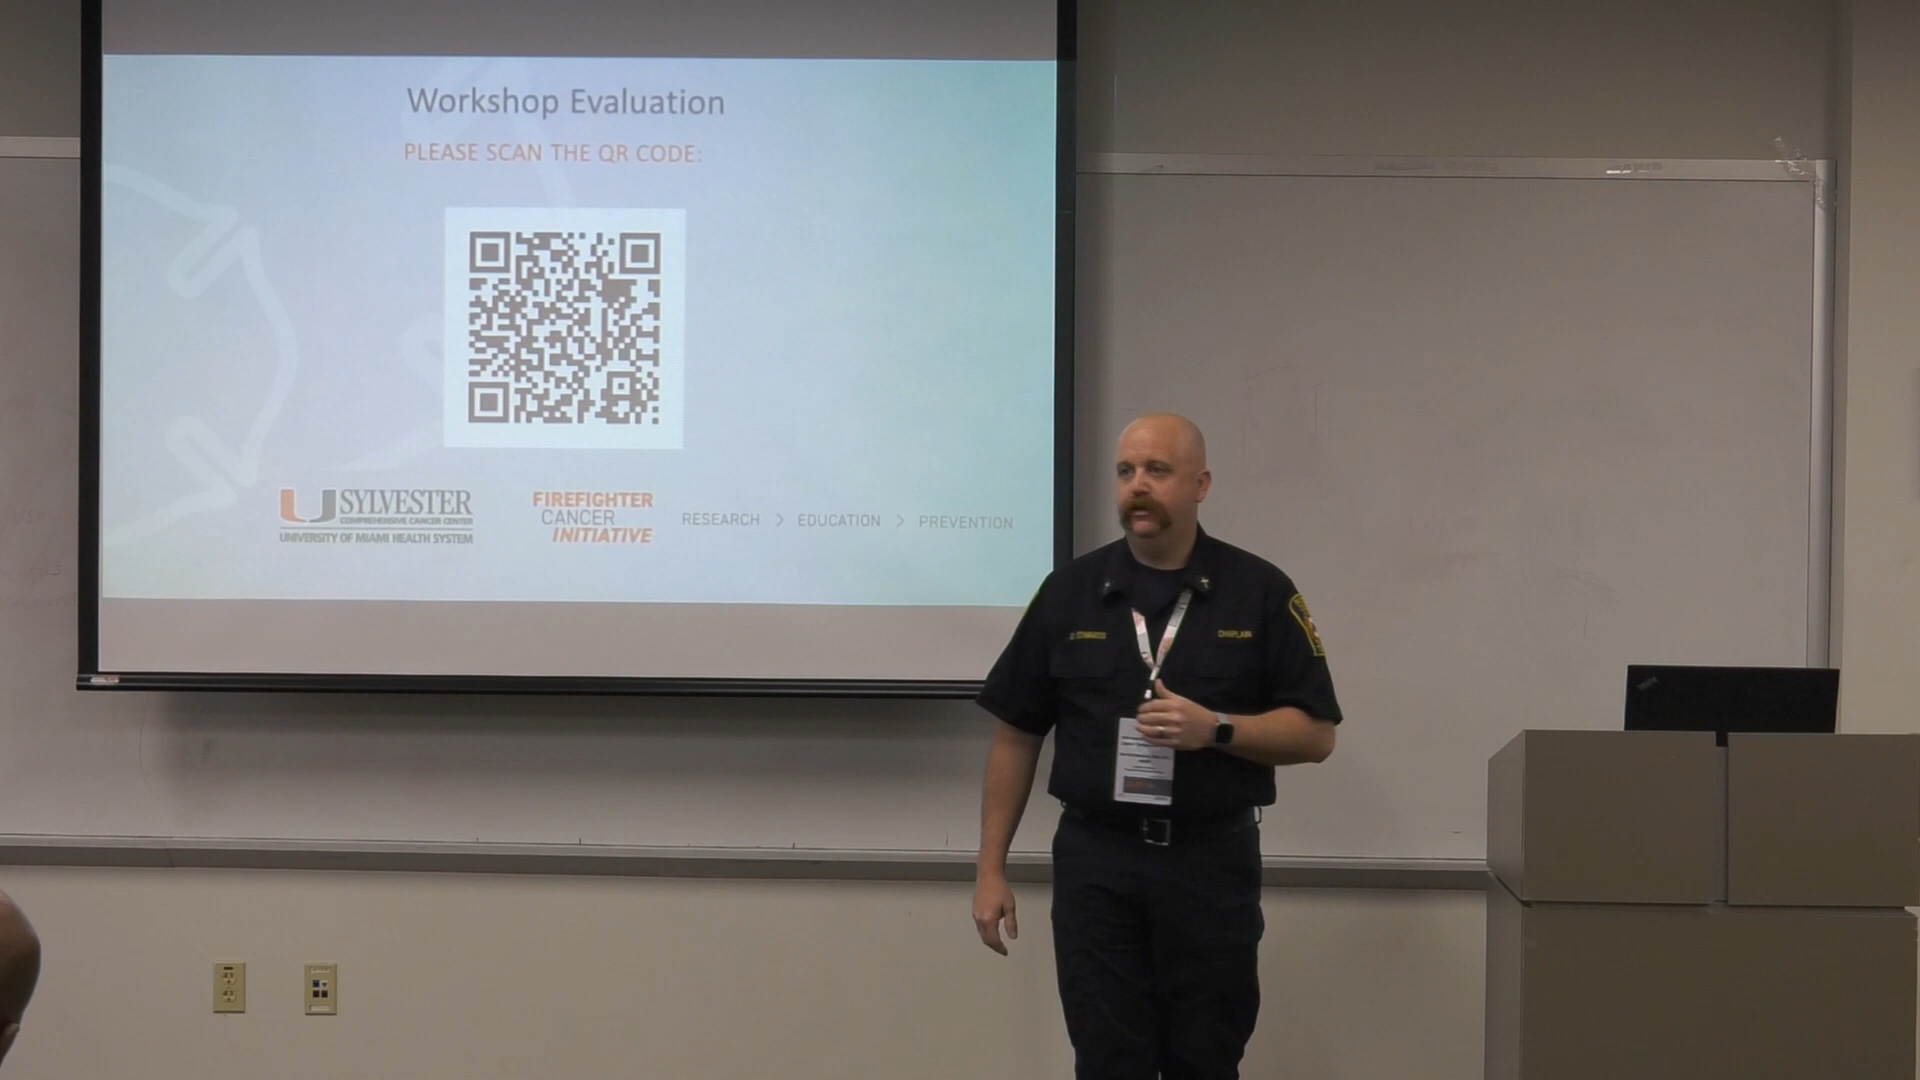 Workshop Evaluation
PLEASE SCAN THE QR CODE:
SYLVESTER
COMPREHENSIVE CANCER CENTER
UNIVERSITY OF MIAMI HEALTH SYSTEM
FIREFIGHTER
CANCER
INITIATIVE
RESEARCH > EDUCATION > PREVENTION
CHAPLAIN